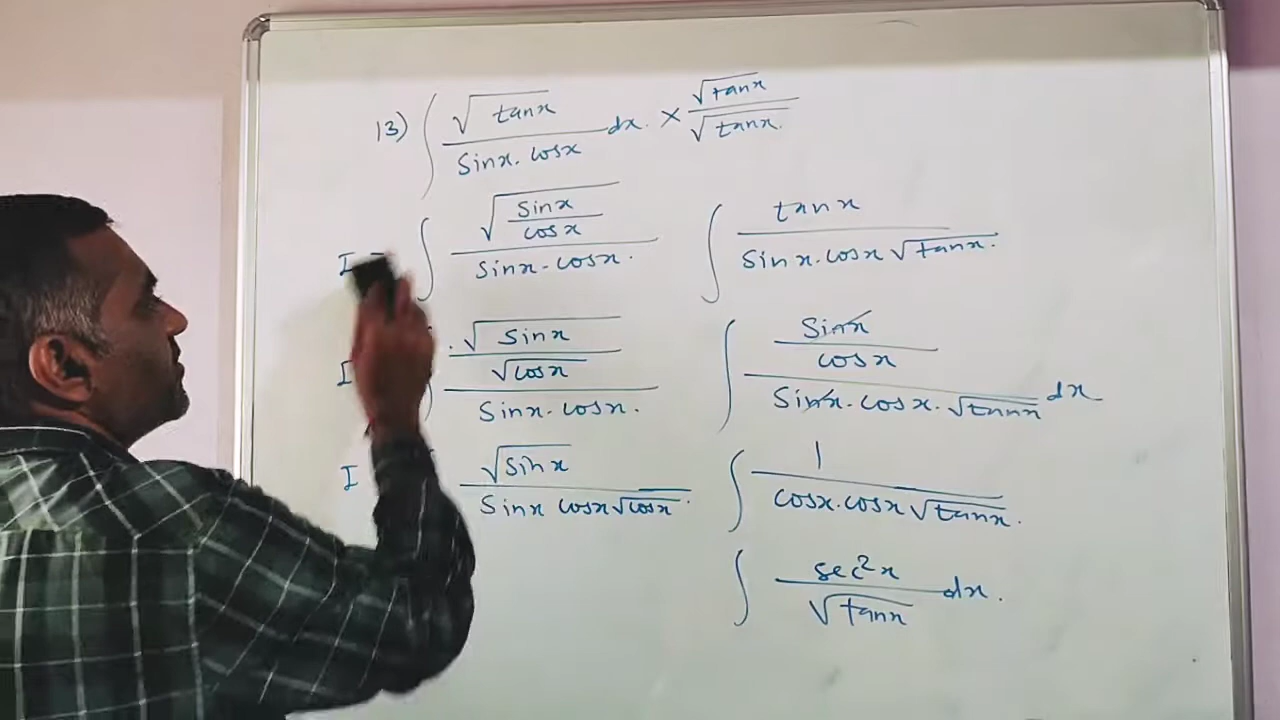 13) ∫ √tanx / Sinx. cosx dx. × √tanx / √tanx.
I = ∫ √(Sinx / cosx) / Sinx - cosx.
I √Sinx / √cosx / Sinx - cosx.
I √Sinx / Sinx cosx√cosx.
∫ tanx / Sinx.cosx √tanx.
∫ Sinx / cosx / Sinx. cosx. √tanx dx
∫ 1 / cosx.cosx √tanx.
∫ sec²x / √tanx dx.